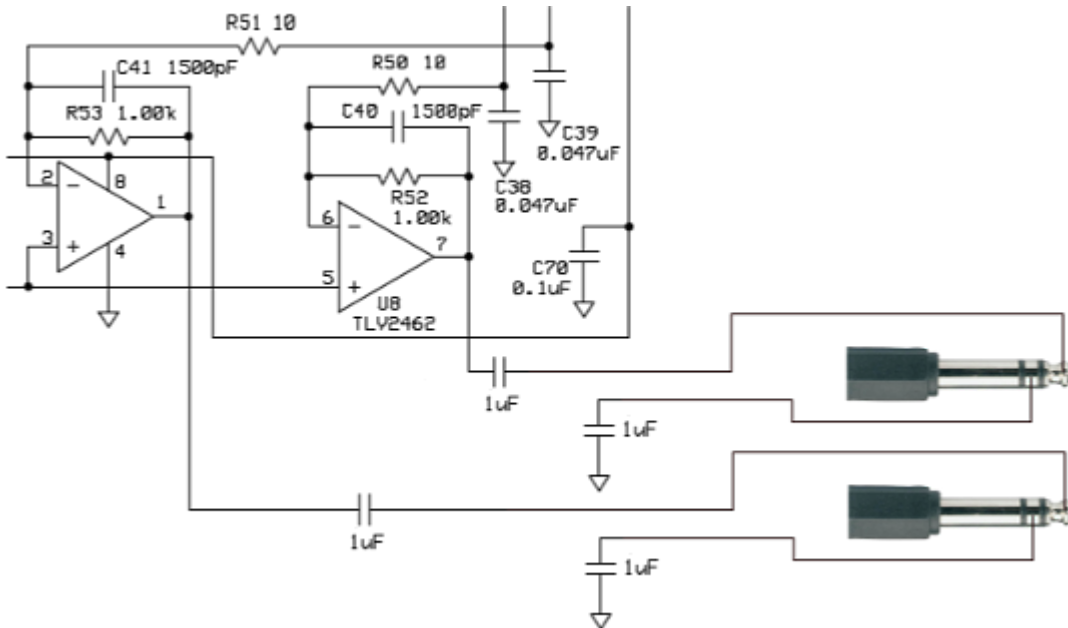 R51 10
C41 1500pF
R50 10
R53 1.00k
C40 1500pF
C39
0.047uF
2
8
C38
0.047uF
R52
1.00k
1
6
3
4
7
5
C70
0.1uF
U8
TLV2462
1uF
1uF
1uF
1uF